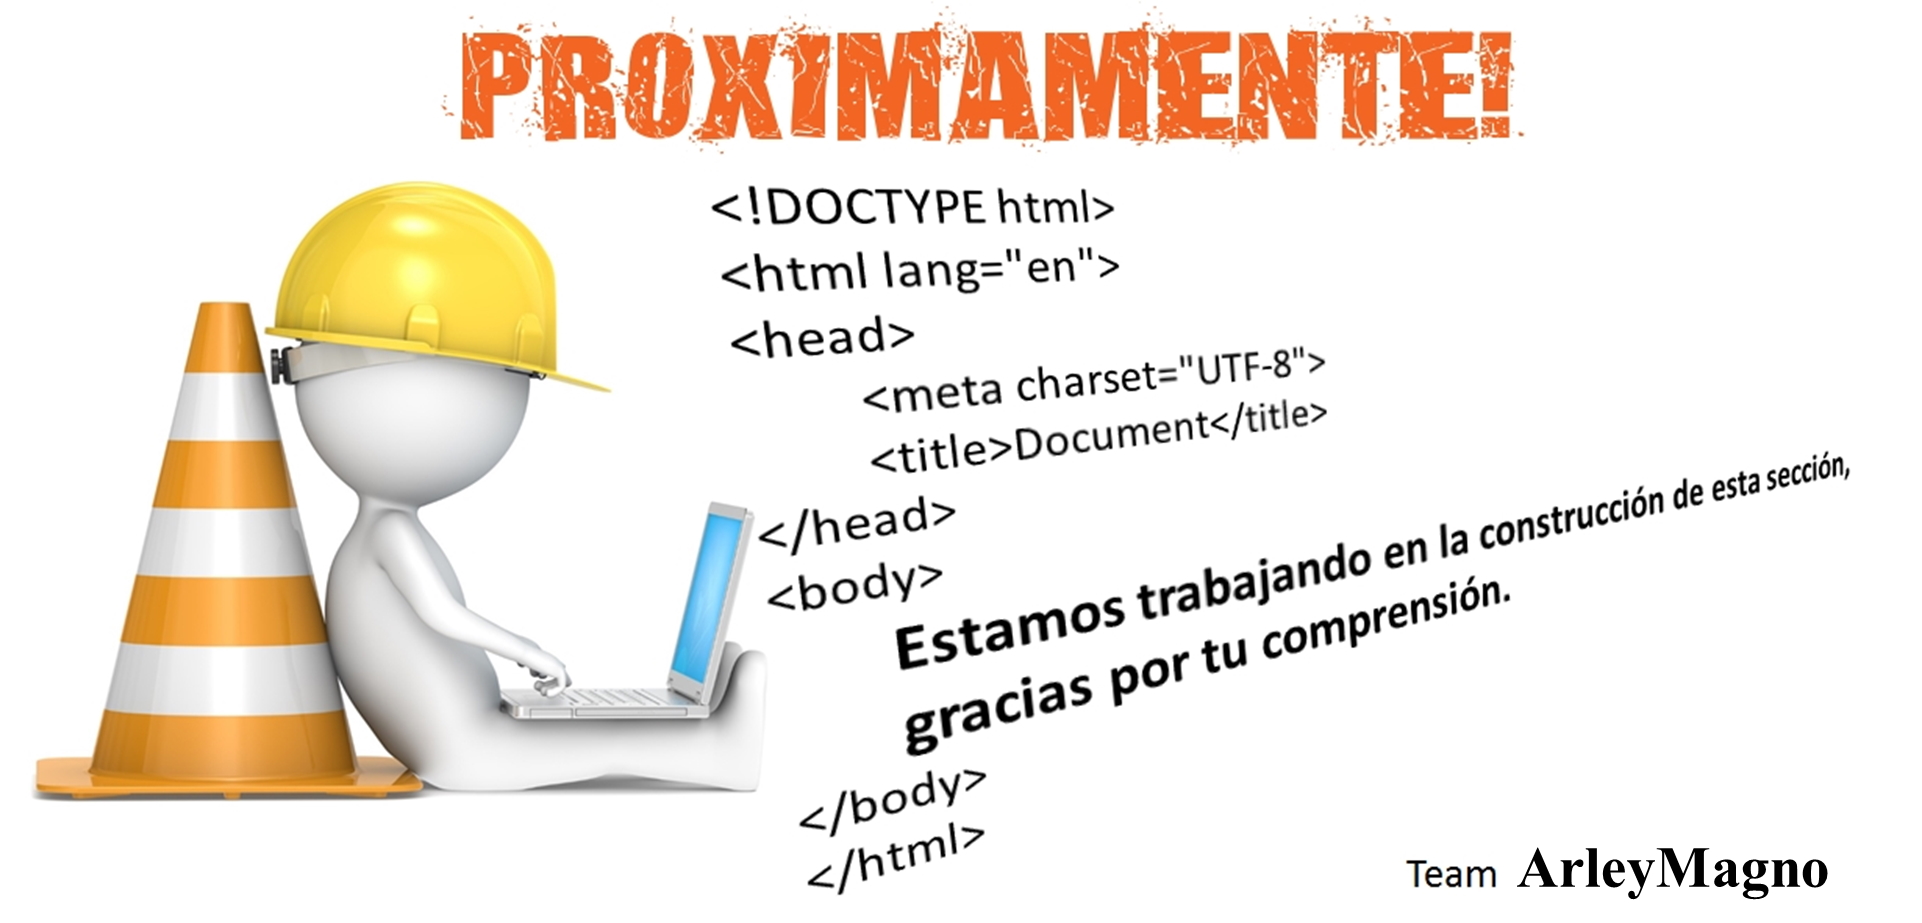 PROXIMAMENTE!
<!DOCTYPE html>
<html lang="en">
<head>
<meta charset="UTF-8">
<title>Document</title>
</head>
<body>
Estamos trabajando en la construcción de esta sección,
gracias por tu comprensión.
</body>
</html>
Team ArleyMagno